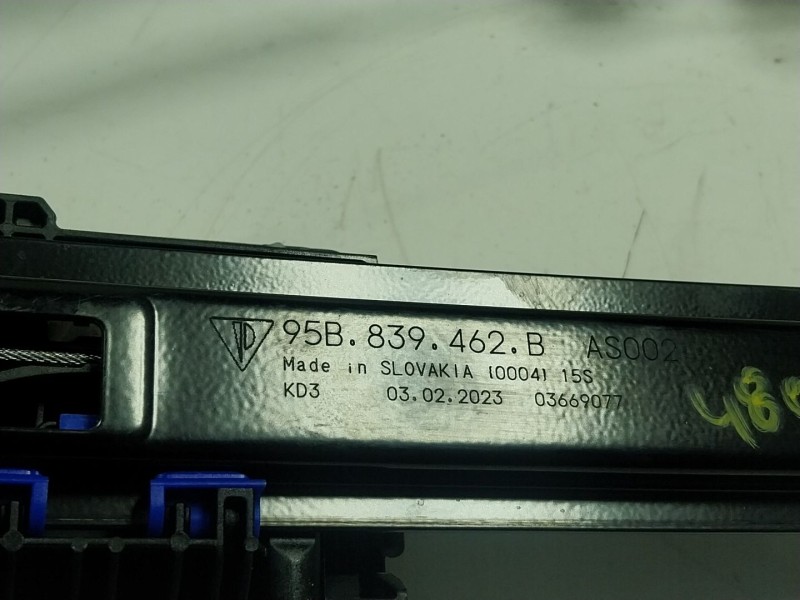 95B.839.462.B AS002
Made in SLOVAKIA (0004) 15S
KD3 03.02.2023 03669077